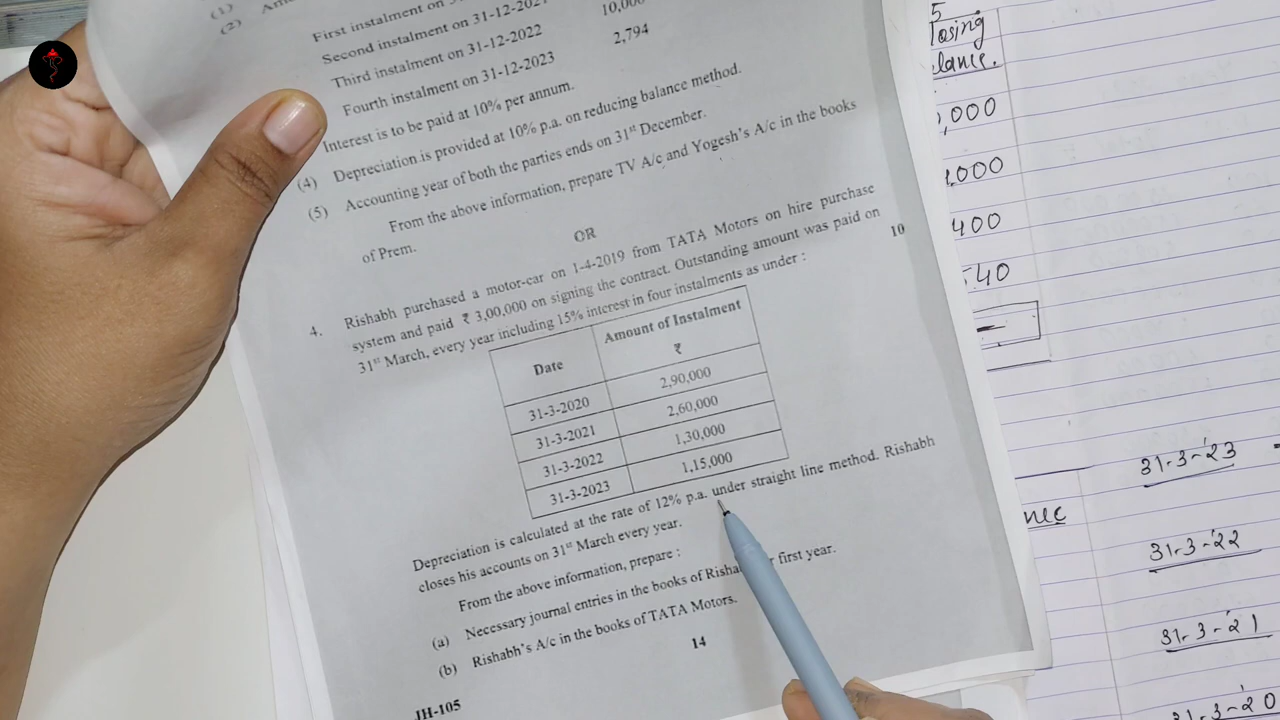 (1)
(2)
First instalment on
Second instalment on 31-12-2021
Third instalment on 31-12-2022 10,000
Fourth instalment on 31-12-2023 2,794
Interest is to be paid at 10% per annum.
(4) Depreciation is provided at 10% p.a. on reducing balance method.
(5) Accounting year of both the parties ends on 31st December.
From the above information, prepare TV A/c and Yogesh's A/c in the books
of Prem.
OR
10
4. Rishabh purchased a motor-car on 1-4-2019 from TATA Motors on hire purchase
system and paid ₹ 3,00,000 on signing the contract. Outstanding amount was paid on
31st March, every year including 15% interest in four instalments as under :
Date Amount of Instalment
₹
31-3-2020 2,90,000
31-3-2021 2,60,000
31-3-2022 1,30,000
31-3-2023 1,15,000
Depreciation is calculated at the rate of 12% p.a. under straight line method. Rishabh
closes his accounts on 31st March every year.
From the above information, prepare :
(a) Necessary journal entries in the books of first year.
(b) Rishabh's A/c in the books of TATA Motors.
14
JH-105
5
losing
lance.
,000
,000
400
540
31-3-23
31-3-22
31-3-21
31-3-20